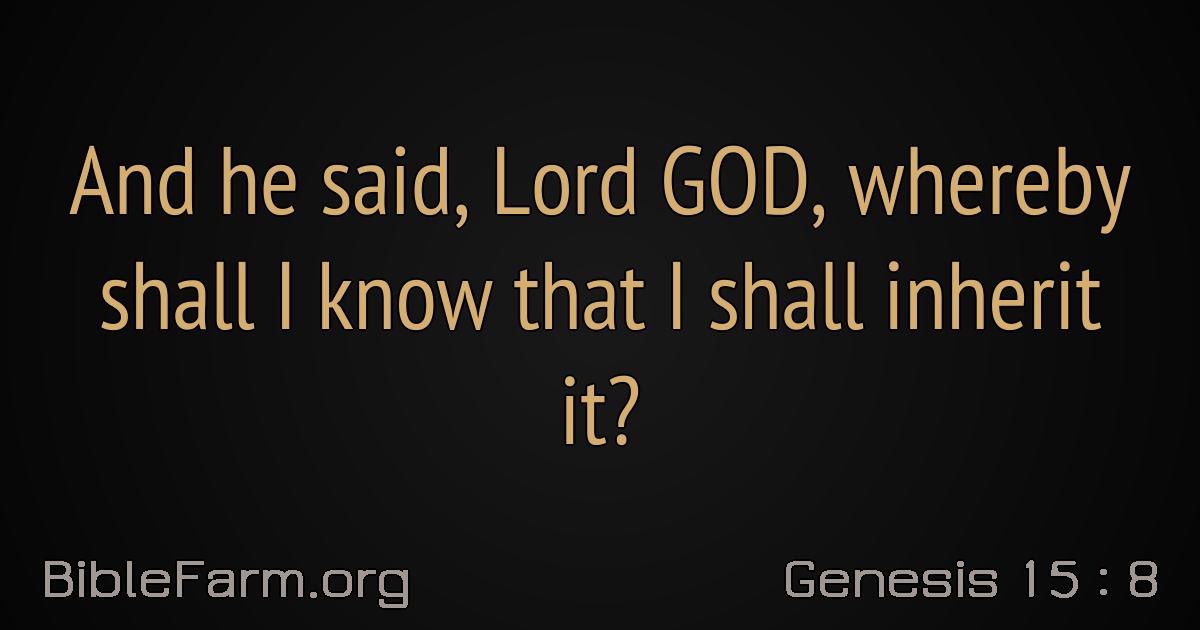 And he said, Lord GOD, whereby
shall I know that I shall inherit
it?
BibleFarm.org
Genesis 15 : 8